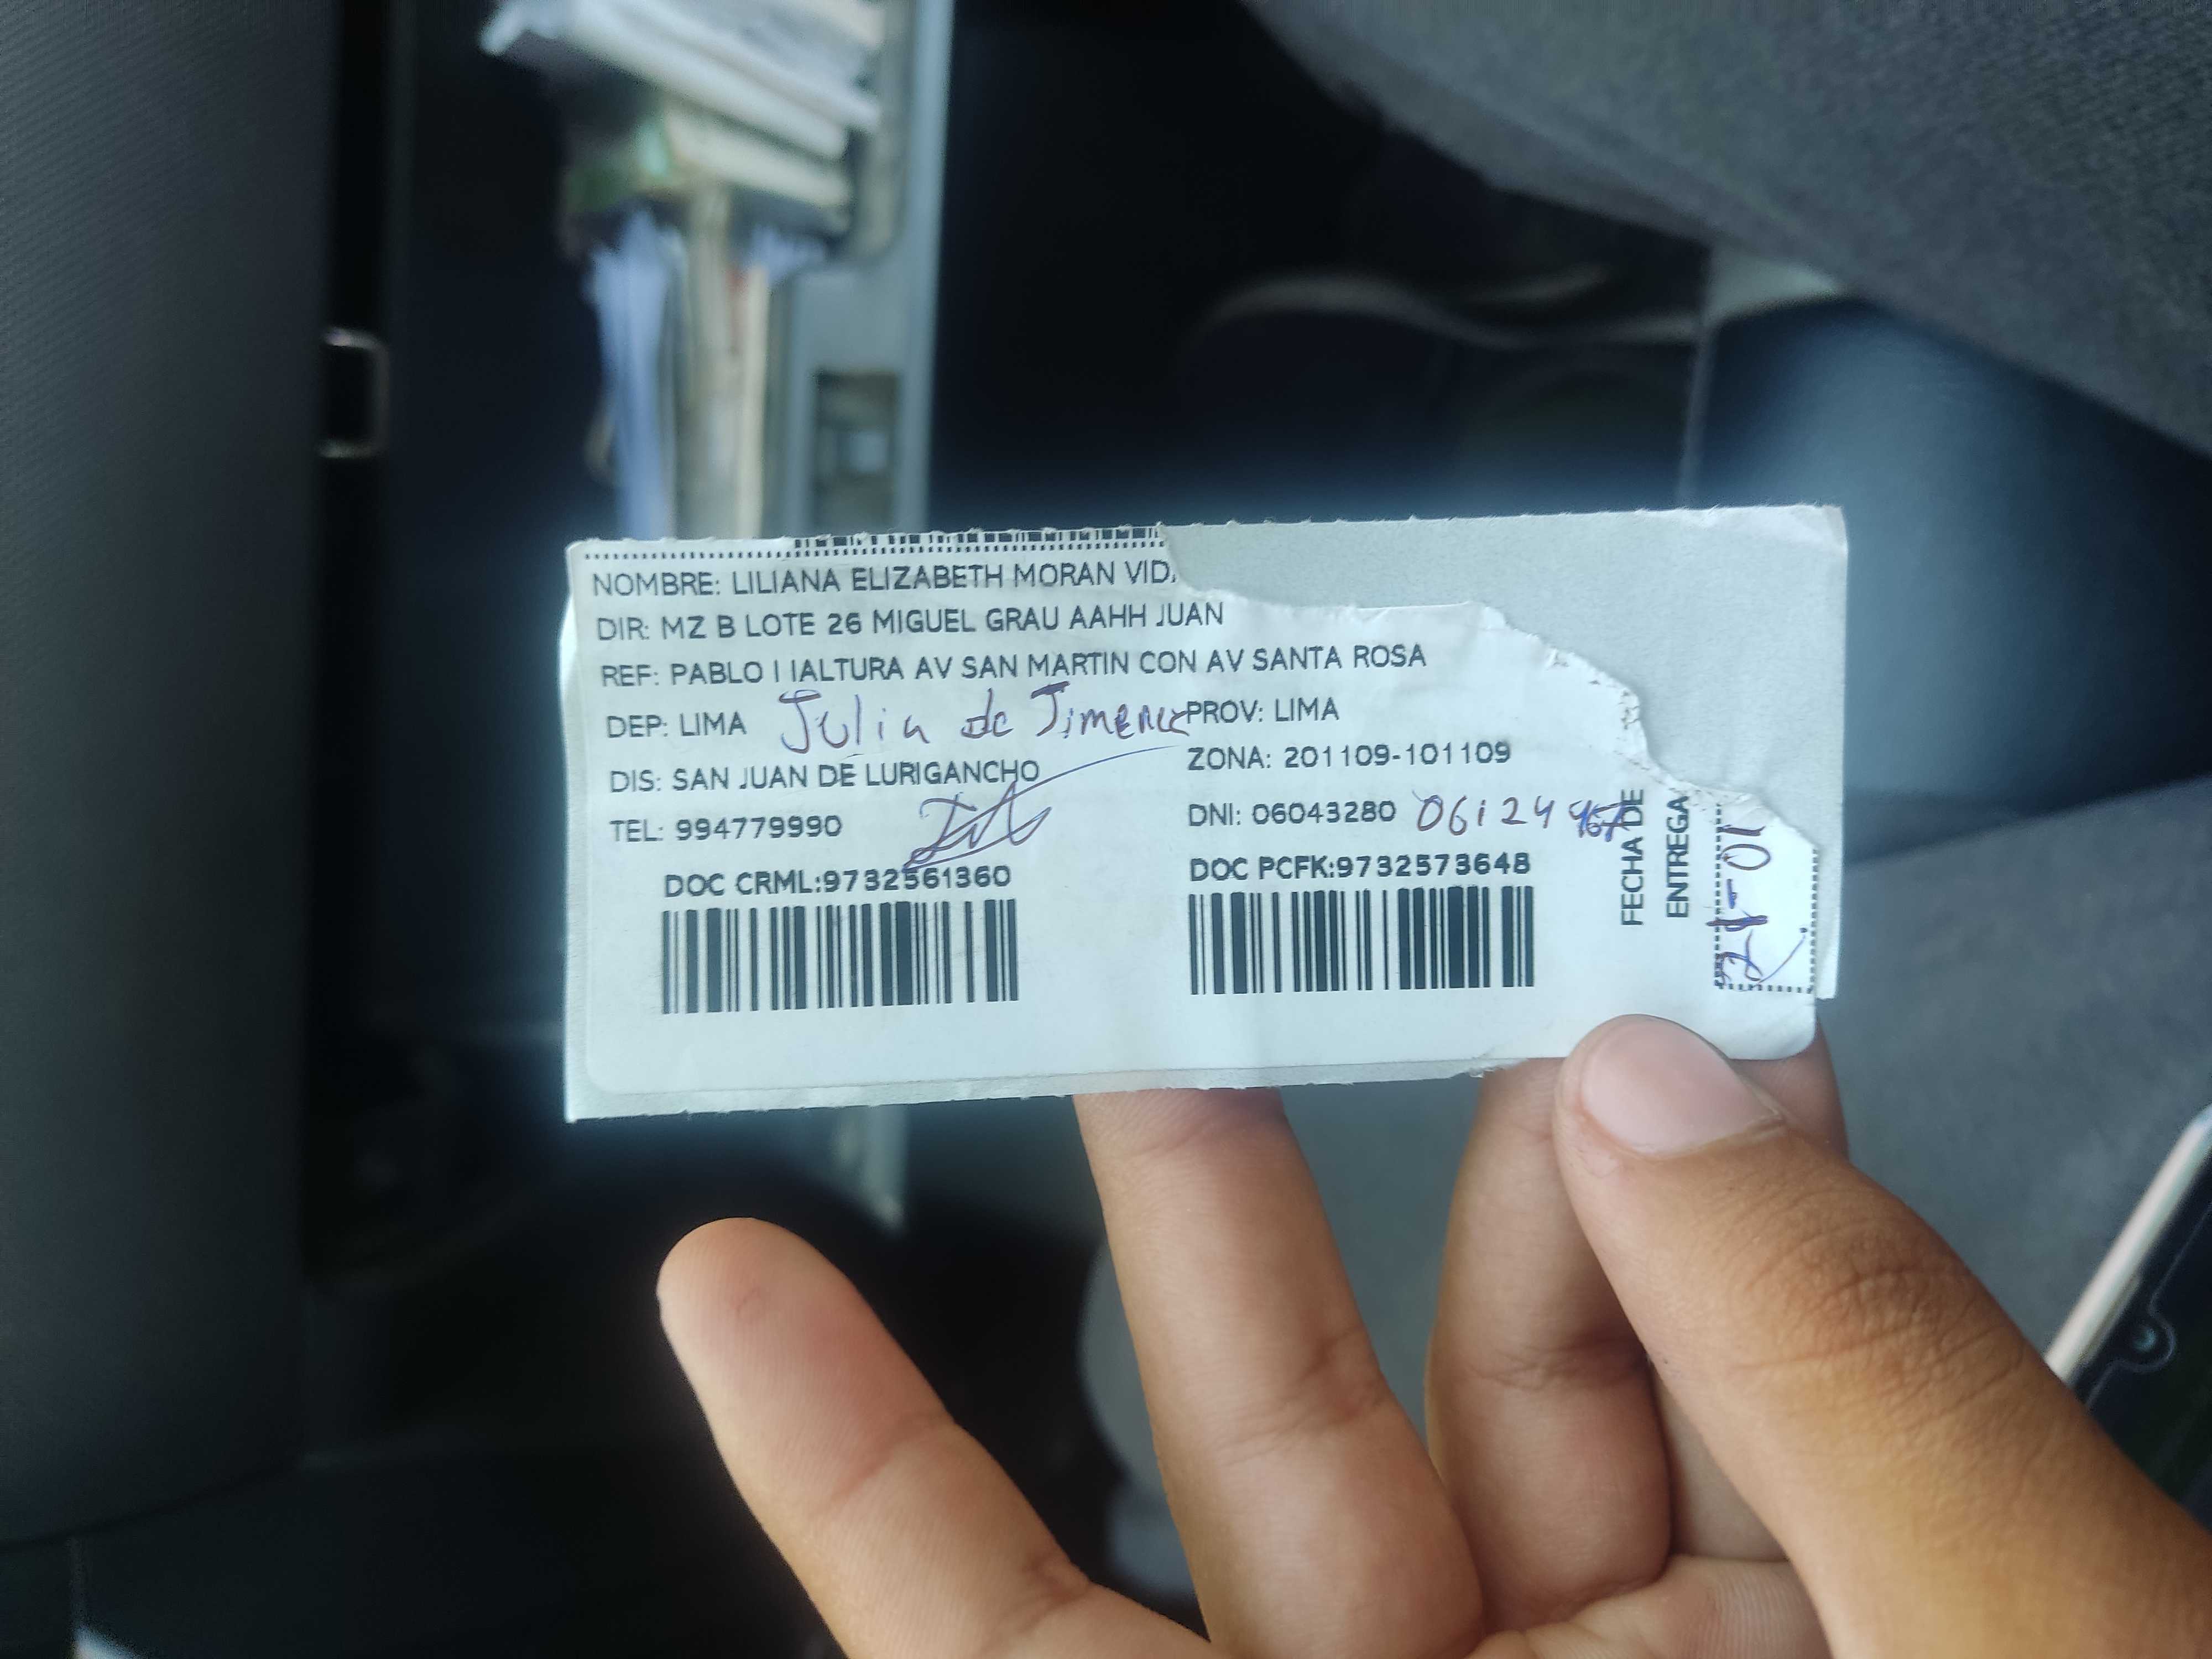 NOMBRE: LILIANA ELIZABETH MORAN VID
DIR: MZ B LOTE 26 MIGUEL GRAU AAHH JUAN
REF: PABLO I IALTURA AV SAN MARTIN CON AV SANTA ROSA
DEP: LIMA Julia de Jimenez PROV: LIMA
ZONA: 201109-101109
DIS: SAN JUAN DE LURIGANCHO
TEL: 994779990
DNI: 06043280 06124467
DOC CRML:9732561360
DOC PCFK:9732573648
FECHA DE
ENTREGA